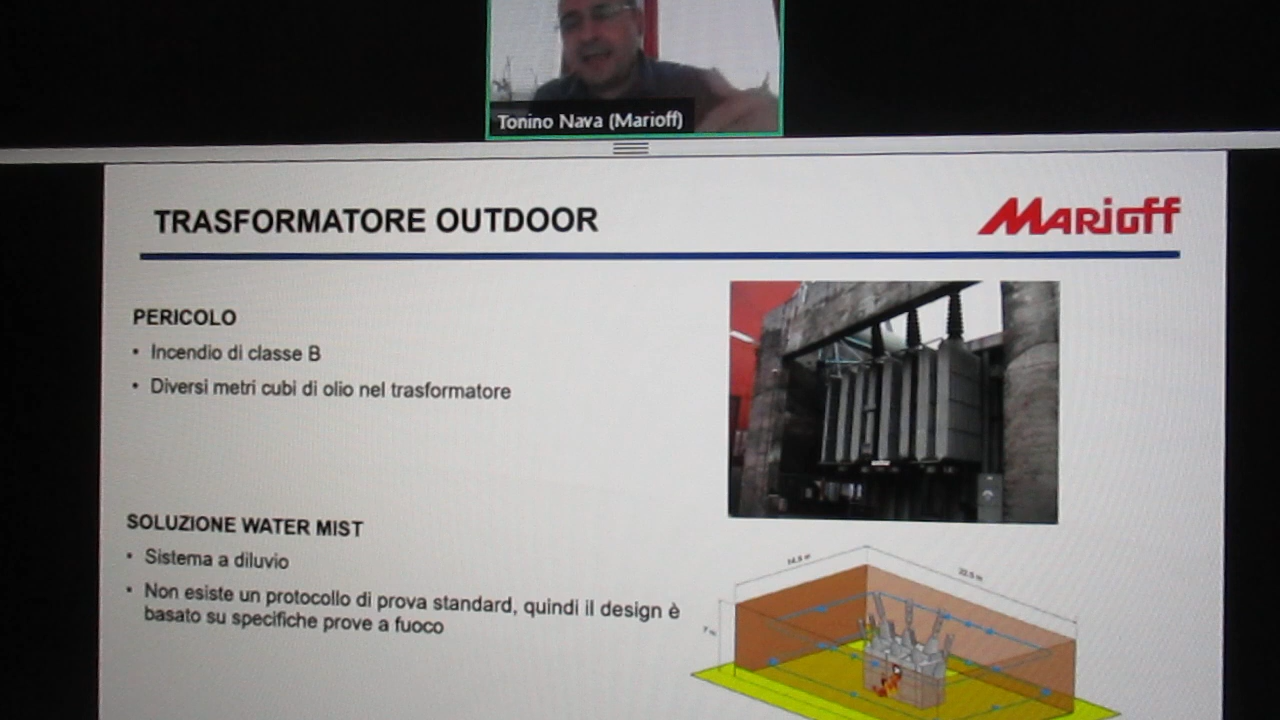 Tonino Nava (Marioff)
TRASFORMATORE OUTDOOR
Marioff
PERICOLO
• Incendio di classe B
• Diversi metri cubi di olio nel trasformatore
SOLUZIONE WATER MIST
• Sistema a diluvio
• Non esiste un protocollo di prova standard, quindi il design è
basato su specifiche prove a fuoco
7 m